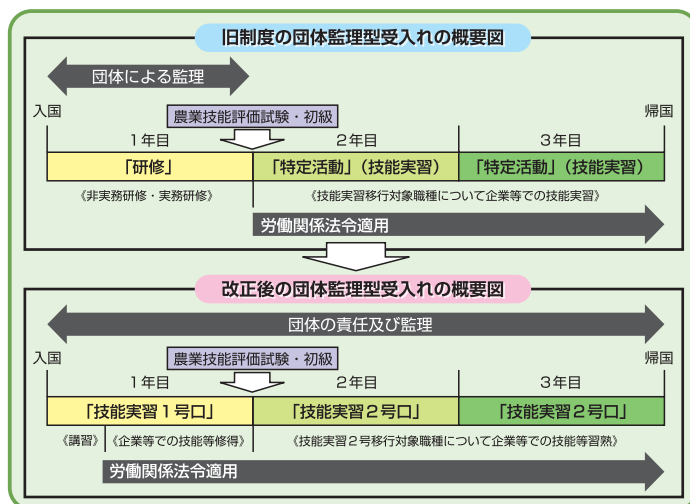 旧制度の団体監理型受入れの概要図
団体による監理
入国
農業技能評価試験・初級
帰国
1年目
2年目
3年目
「研修」
「特定活動」(技能実習)
「特定活動」(技能実習)
《非実務研修・実務研修》
《技能実習移行対象職種について企業等での技能実習》
労働関係法令適用
改正後の団体監理型受入れの概要図
団体の責任及び監理
入国
農業技能評価試験・初級
帰国
1年目
2年目
3年目
「技能実習1号ロ」
「技能実習2号ロ」
「技能実習2号ロ」
《講習》
《企業等での技能等修得》
《技能実習2号移行対象職種について企業等での技能等習熟》
労働関係法令適用